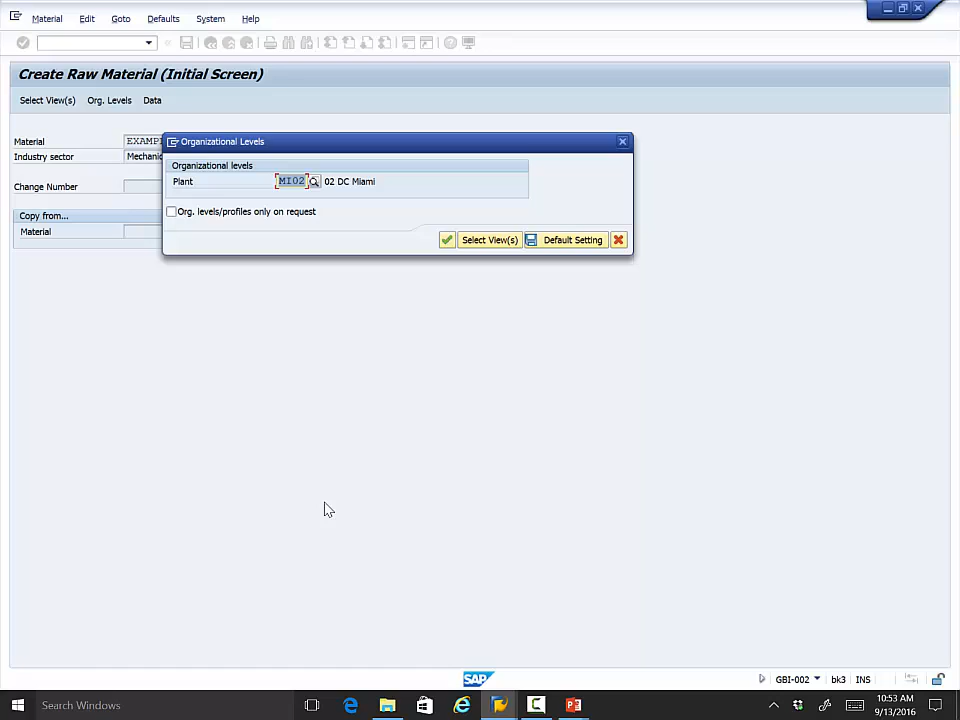 Material Edit Goto Defaults System Help
Create Raw Material (Initial Screen)
Select View(s) Org. Levels Data
Material EXAMP
Industry sector Mechanic
Change Number
Copy from...
Material
Organizational Levels
Organizational levels
Plant MI02 02 DC Miami
Org. levels/profiles only on request
Select View(s) Default Setting
SAP GBI-002 bk3 INS
Search Windows
10:53 AM
9/13/2016